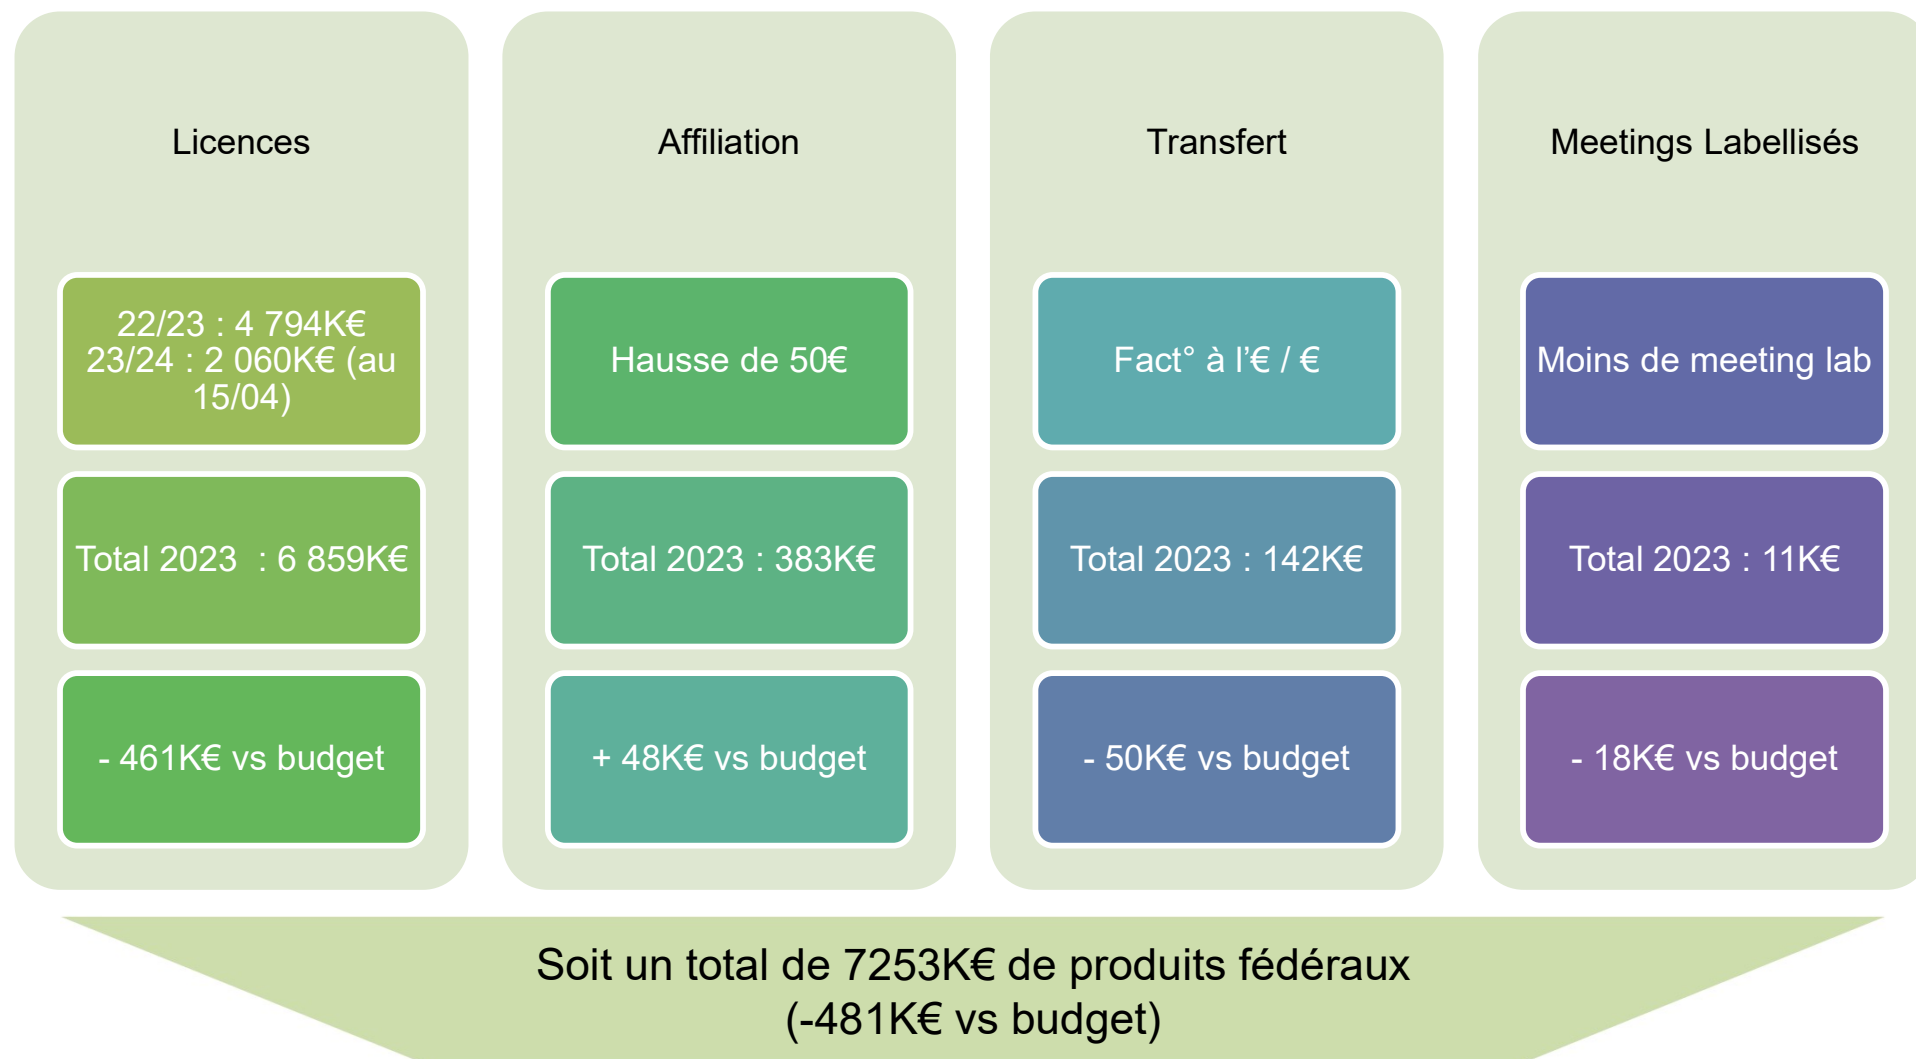 Licences
22/23 : 4 794K€
23/24 : 2 060K€ (au
15/04)
Total 2023  : 6 859K€
- 461K€ vs budget
Affiliation
Hausse de 50€
Total 2023 : 383K€
+ 48K€ vs budget
Transfert
Fact° à l’€ / €
Total 2023 : 142K€
- 50K€ vs budget
Meetings Labellisés
Moins de meeting lab
Total 2023 : 11K€
- 18K€ vs budget
Soit un total de 7253K€ de produits fédéraux
(-481K€ vs budget)